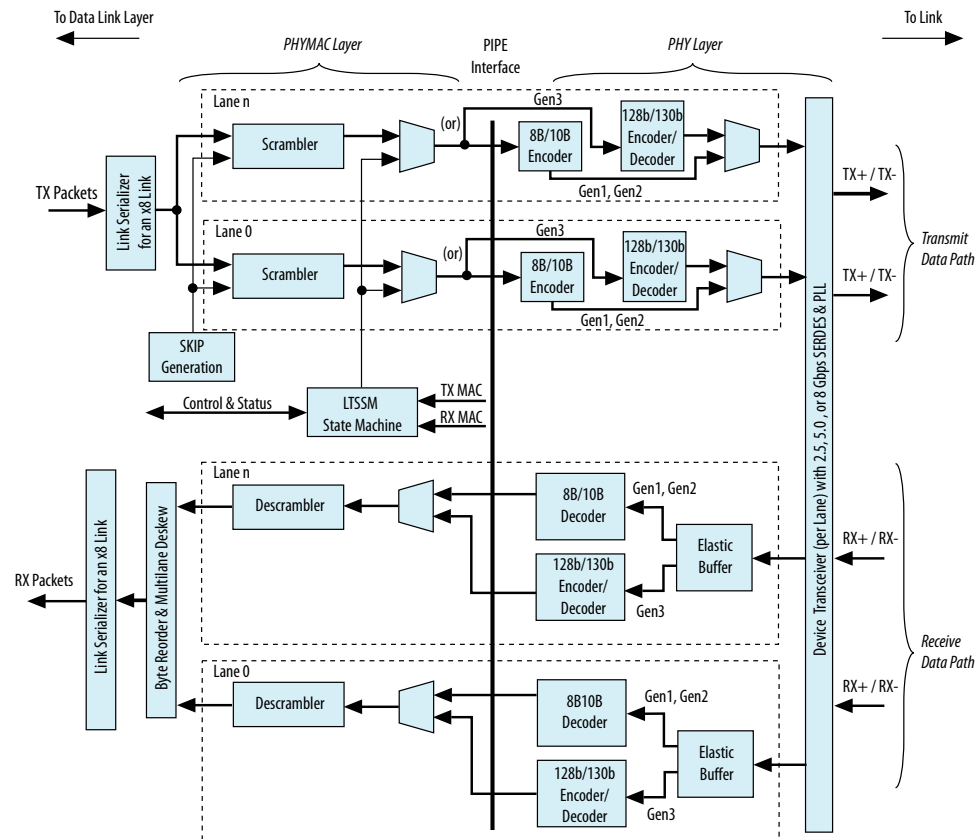 To Data Link Layer
PHYMAC Layer
PIPE
Interface
PHY Layer
To Link
Lane n
Scrambler
(or)
Gen3
8B/10B
Encoder
128b/130b
Encoder/
Decoder
Gen1, Gen2
TX Packets
Link Serializer
for an x8 Link
TX+ / TX-
Lane 0
Scrambler
(or)
Gen3
8B/10B
Encoder
128b/130b
Encoder/
Decoder
Gen1, Gen2
TX+ / TX-
Transmit
Data Path
SKIP
Generation
Control & Status
LTSSM
State Machine
TX MAC
RX MAC
Device Transceiver (per Lane) with 2.5, 5.0 , or 8 Gbps SERDES & PLL
Lane n
Descrambler
8B/10B
Decoder
Gen1, Gen2
128b/130b
Encoder/
Decoder
Gen3
Elastic
Buffer
RX+ / RX-
RX Packets
Link Serializer for an x8 Link
Byte Reorder & Multilane Deskew
Lane 0
Descrambler
8B10B
Decoder
Gen1, Gen2
128b/130b
Encoder/
Decoder
Gen3
Elastic
Buffer
RX+ / RX-
Receive
Data Path